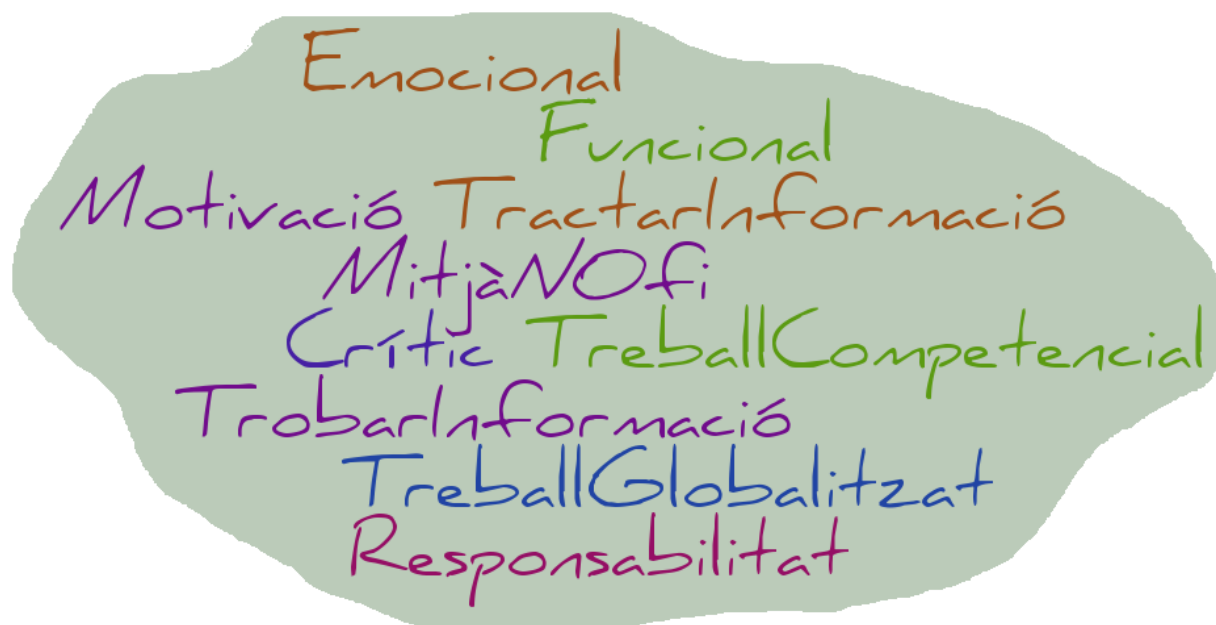 Emocional
Funcional
Motivació TractarInformació
MitjàNOfi
Crític TreballCompetencial
TrobarInformació
TreballGlobalitzat
Responsabilitat